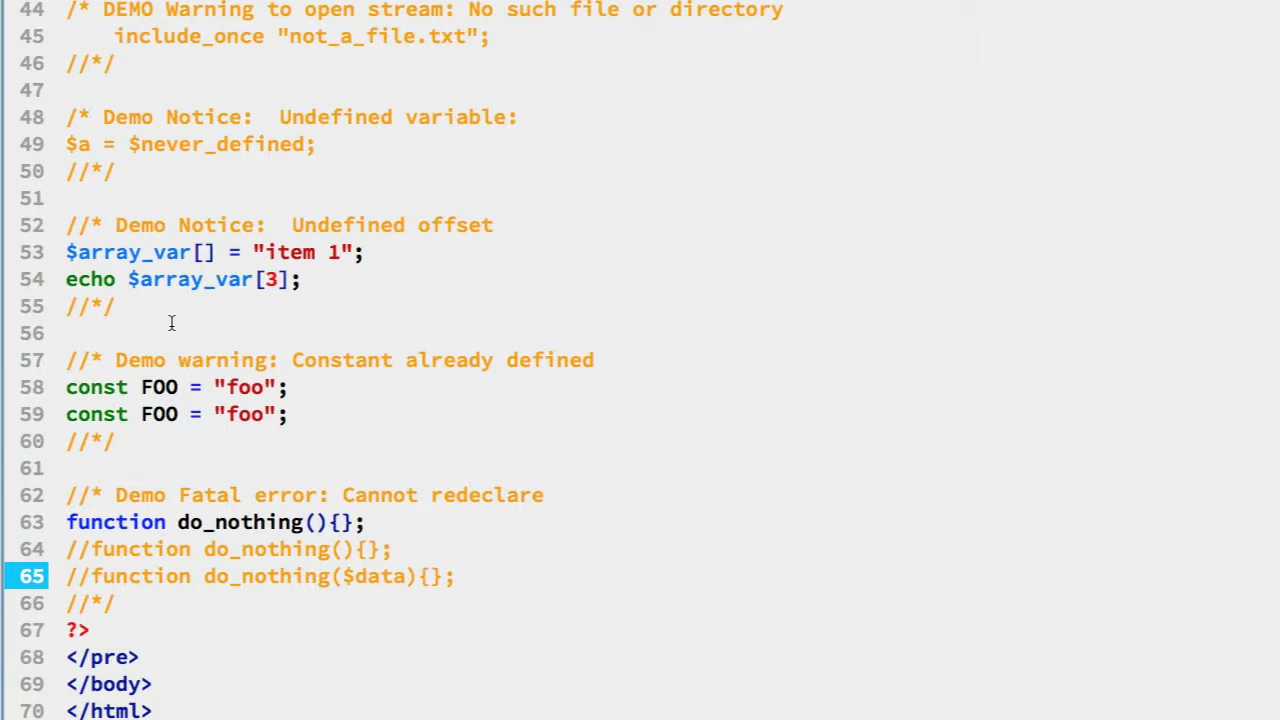 44 /* DEMO Warning to open stream: No such file or directory
45 include_once "not_a_file.txt";
46 //*/
47
48 /* Demo Notice:  Undefined variable:
49 $a = $never_defined;
50 //*/
51
52 //* Demo Notice:  Undefined offset
53 $array_var[] = "item 1";
54 echo $array_var[3];
55 //*/
56
57 //* Demo warning: Constant already defined
58 const FOO = "foo";
59 const FOO = "foo";
60 //*/
61
62 //* Demo Fatal error: Cannot redeclare
63 function do_nothing(){};
64 //function do_nothing(){};
65 //function do_nothing($data){};
66 //*/
67 ?>
68 </pre>
69 </body>
70 </html>